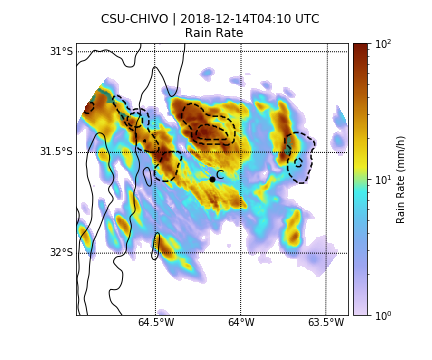 CSU-CHIVO | 2018-12-14T04:10 UTC
Rain Rate
31°S
31.5°S
32°S
C
64.5°W
64°W
63.5°W
10²
10¹
10⁰
Rain Rate (mm/h)